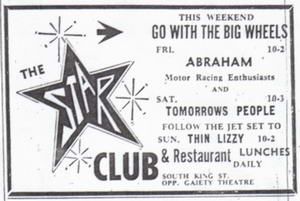 THIS WEEKEND
GO WITH THE BIG WHEELS
FRI. 10-2
ABRAHAM
Motor Racing Enthusiasts
AND
SAT. 10-3
TOMORROWS PEOPLE
FOLLOW THE JET SET TO
SUN. THIN LIZZY 10-2
THE
STAR
CLUB & Restaurant LUNCHES
DAILY
SOUTH KING ST.
OPP. GAIETY THEATRE